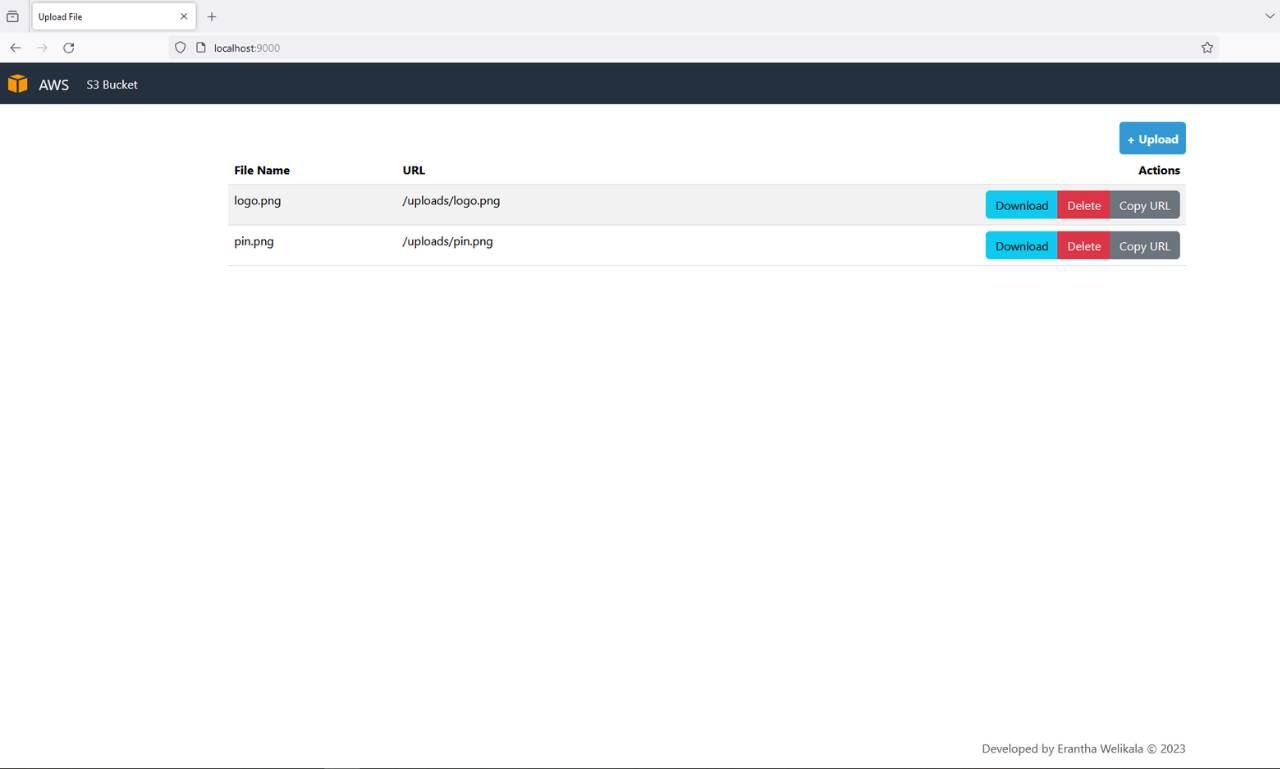 Upload File
localhost:9000
AWS S3 Bucket
+ Upload
File Name URL Actions
logo.png /uploads/logo.png Download Delete Copy URL
pin.png /uploads/pin.png Download Delete Copy URL
Developed by Erantha Welikala © 2023